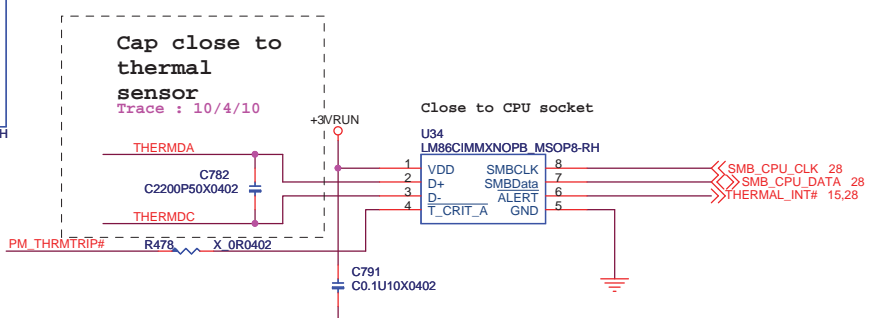 Cap close to
thermal
sensor
Trace : 10/4/10
+3VRUN
Close to CPU socket
H
U34
LM86CIMMXNOPB_MSOP8-RH
THERMDA
1
VDD
SMBCLK
8
SMB_CPU_CLK 28
C782
C2200P50X0402
2
D+
SMBData
7
SMB_CPU_DATA 28
3
D-
ALERT
6
THERMAL_INT# 15,28
THERMDC
4
T_CRIT_A
GND
5
PM_THRMTRIP#
R478
X_0R0402
C791
C0.1U10X0402